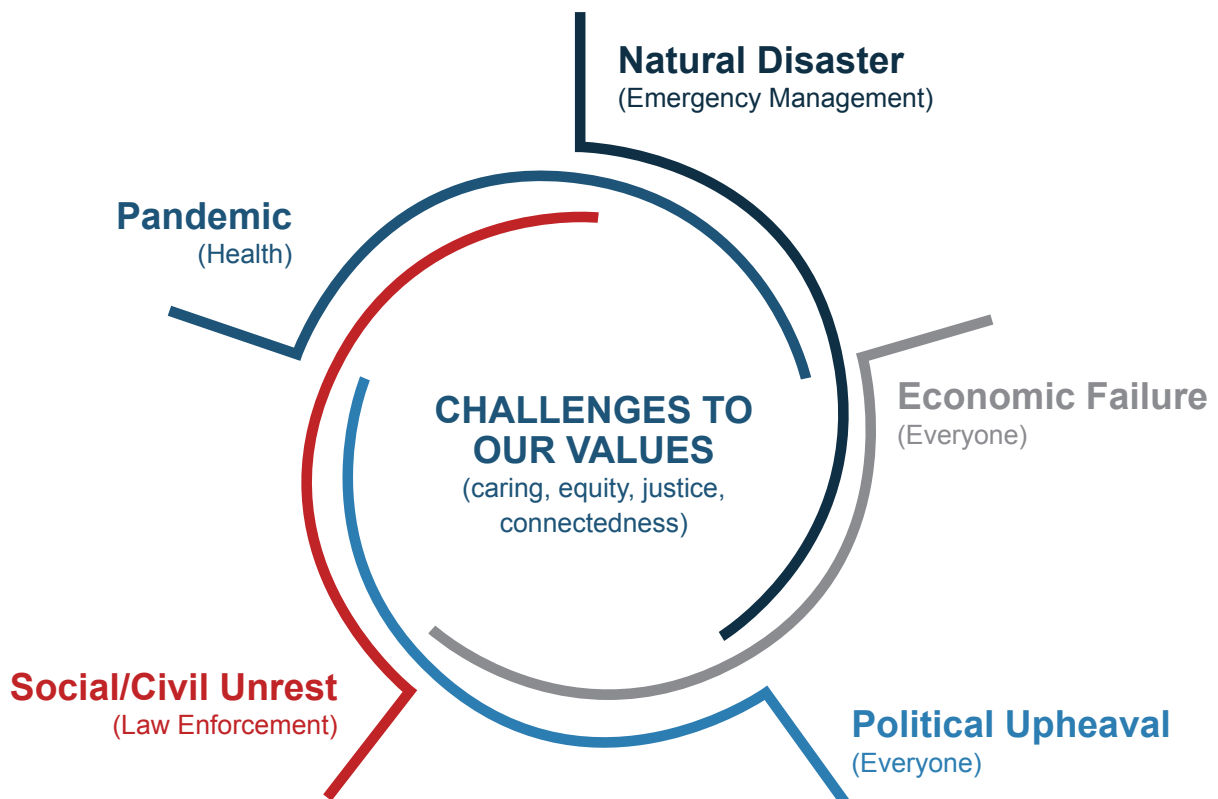 Natural Disaster
(Emergency Management)
Pandemic
(Health)
Economic Failure
(Everyone)
CHALLENGES TO
OUR VALUES
(caring, equity, justice,
connectedness)
Social/Civil Unrest
(Law Enforcement)
Political Upheaval
(Everyone)